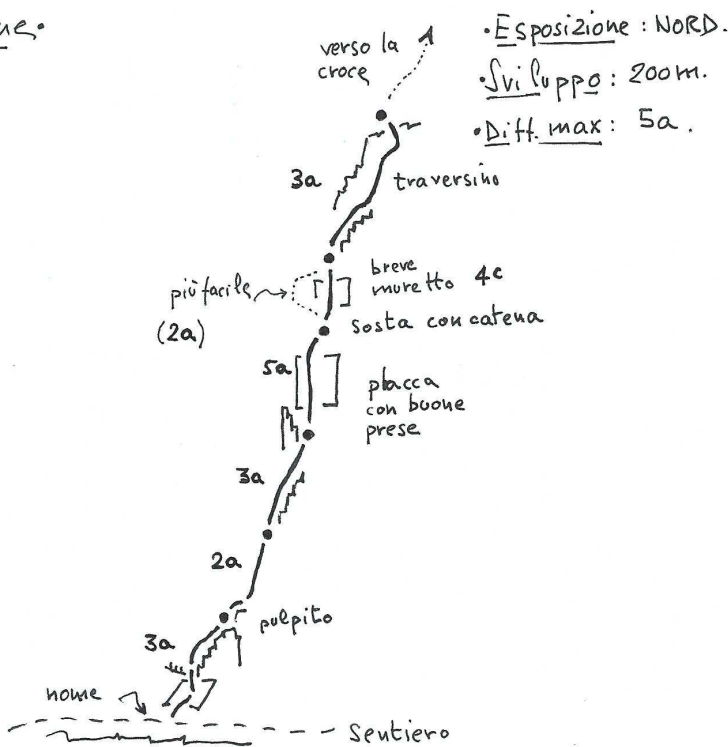 verso la
croce
• Esposizione : NORD.
• Sviluppo : 200 m.
• Diff. max : 5a.
3a
traversino
più facile
(2a)
breve
muretto 4c
sosta con catena
5a
placca
con buone
prese
3a
2a
pulpito
3a
nome
Sentiero